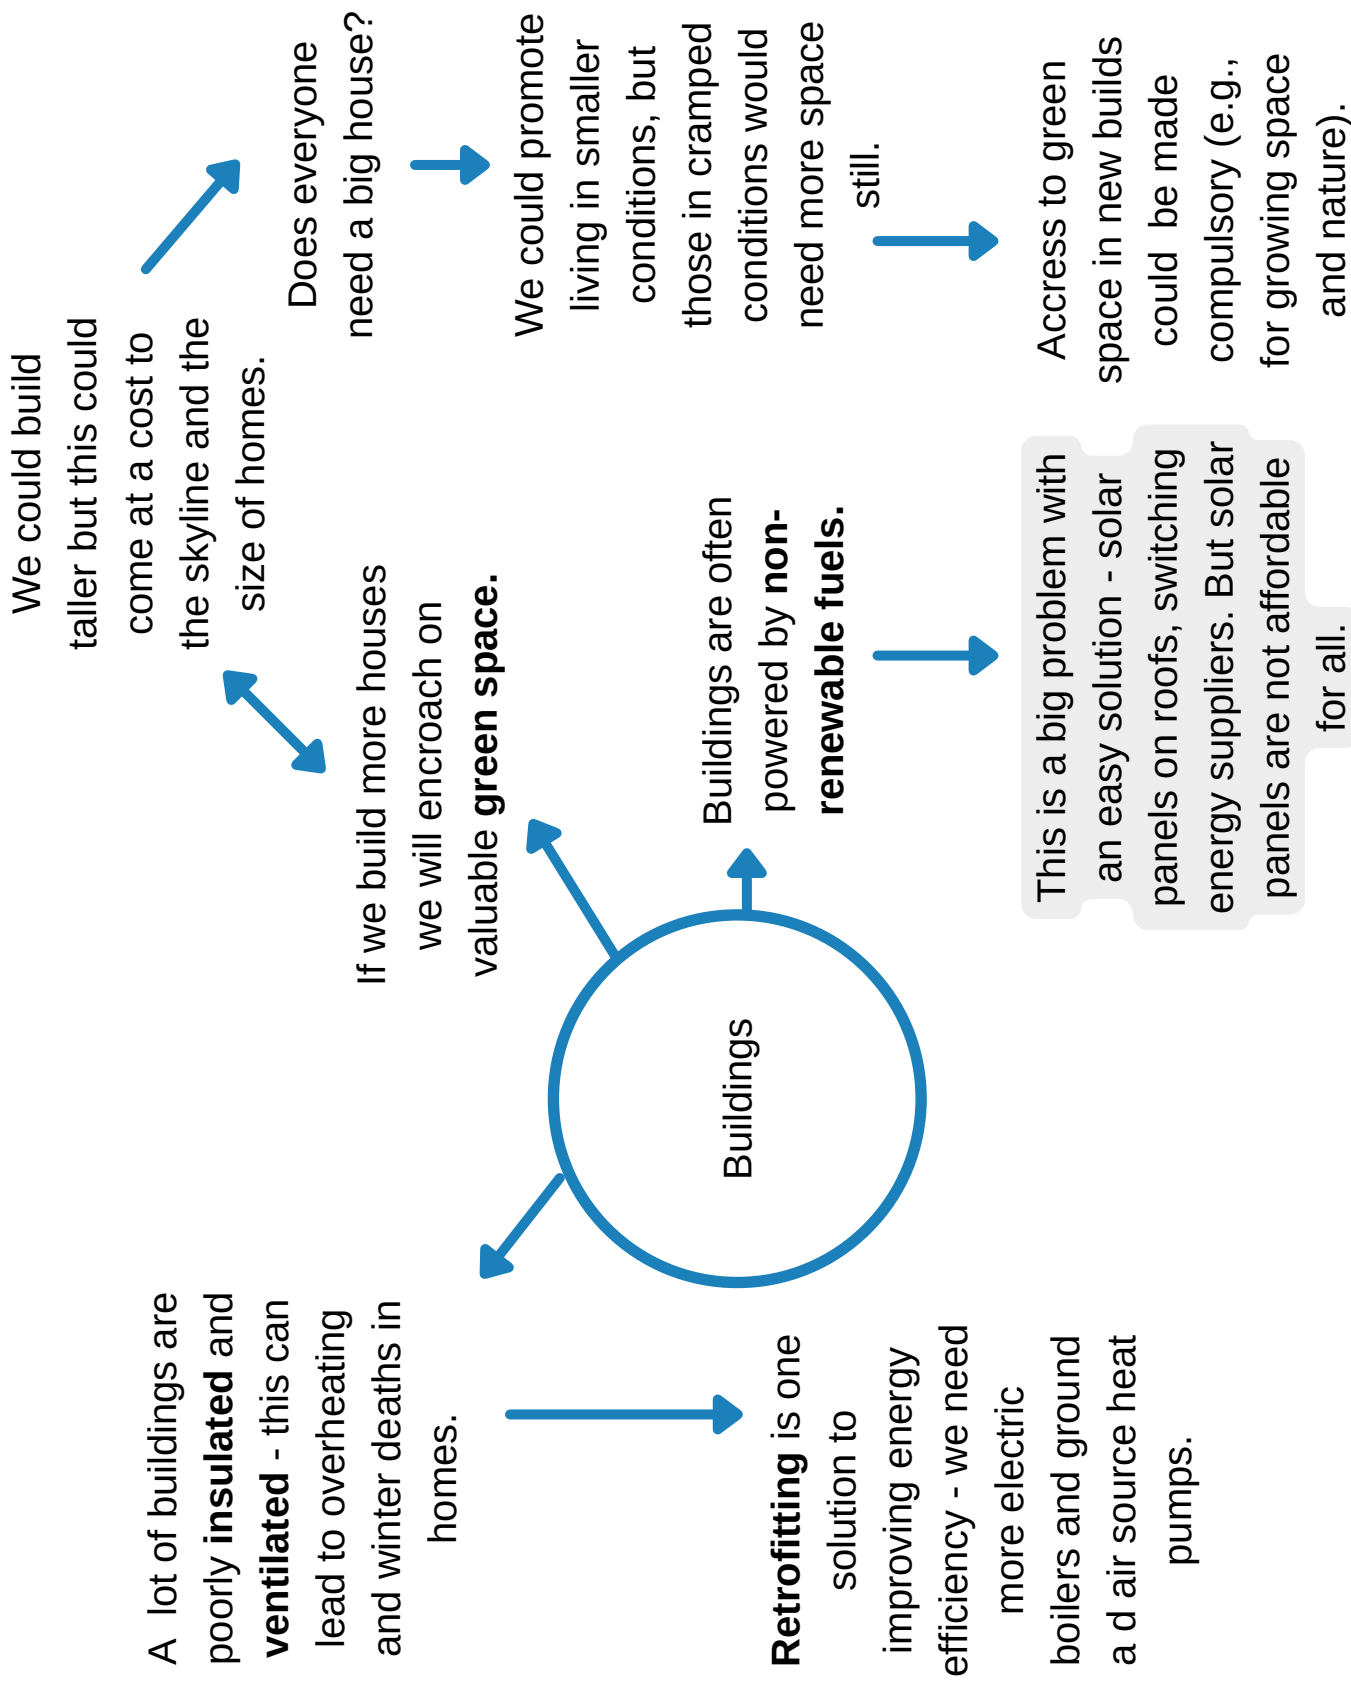 A lot of buildings are
poorly insulated and
ventilated - this can
lead to overheating
and winter deaths in
homes.
Retrofitting is one
solution to
improving energy
efficiency - we need
more electric
boilers and ground
a d air source heat
pumps.
Buildings
If we build more houses
we will encroach on
valuable green space.
Buildings are often
powered by non-
renewable fuels.
This is a big problem with
an easy solution - solar
panels on roofs, switching
energy suppliers. But solar
panels are not affordable
for all.
We could build
taller but this could
come at a cost to
the skyline and the
size of homes.
Does everyone
need a big house?
We could promote
living in smaller
conditions, but
those in cramped
conditions would
need more space
still.
Access to green
space in new builds
could be made
compulsory (e.g.,
for growing space
and nature).